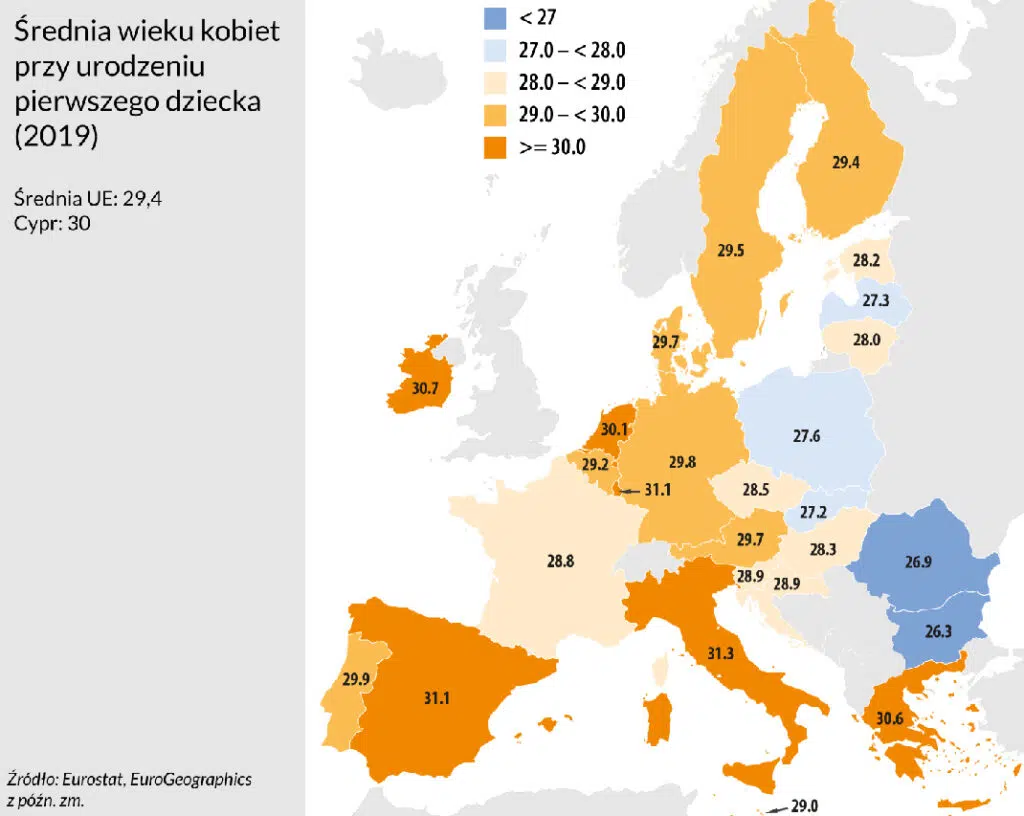 Średnia wieku kobiet
przy urodzeniu
pierwszego dziecka
(2019)
Średnia UE: 29,4
Cypr: 30
< 27
27.0 – < 28.0
28.0 – < 29.0
29.0 – < 30.0
>= 30.0
29.4
29.5
28.2
27.3
28.0
29.7
30.7
30.1
27.6
29.2
29.8
31.1
28.5
27.2
29.7
28.3
28.8
26.9
28.9
28.9
26.3
31.3
29.9
31.1
30.6
29.0
Źródło: Eurostat, EuroGeographics
z późn. zm.